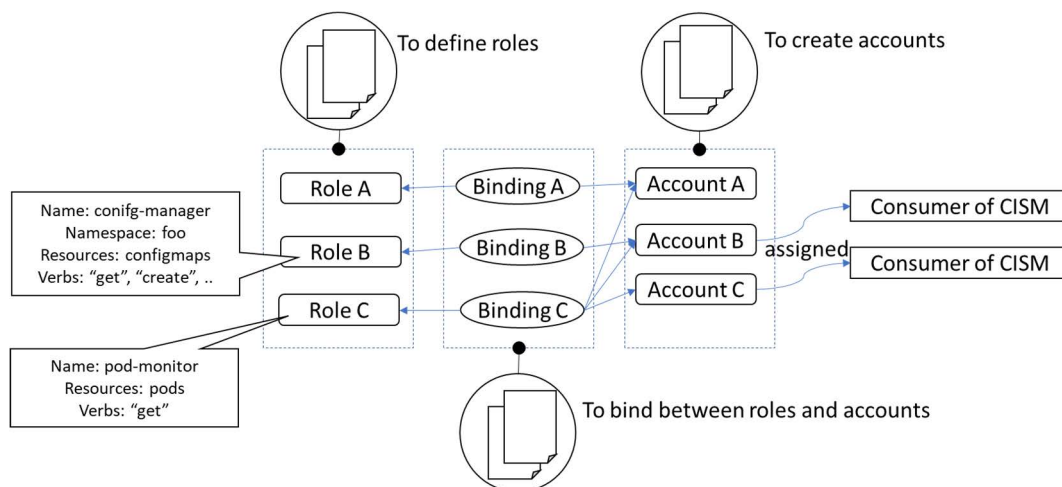 To define roles
To create accounts
Role A
Binding A
Account A
Name: conifg-manager
Namespace: foo
Resources: configmaps
Verbs: “get”, “create”, ..
Role B
Binding B
Account B
assigned
Consumer of CISM
Consumer of CISM
Role C
Binding C
Account C
Name: pod-monitor
Resources: pods
Verbs: “get”
To bind between roles and accounts